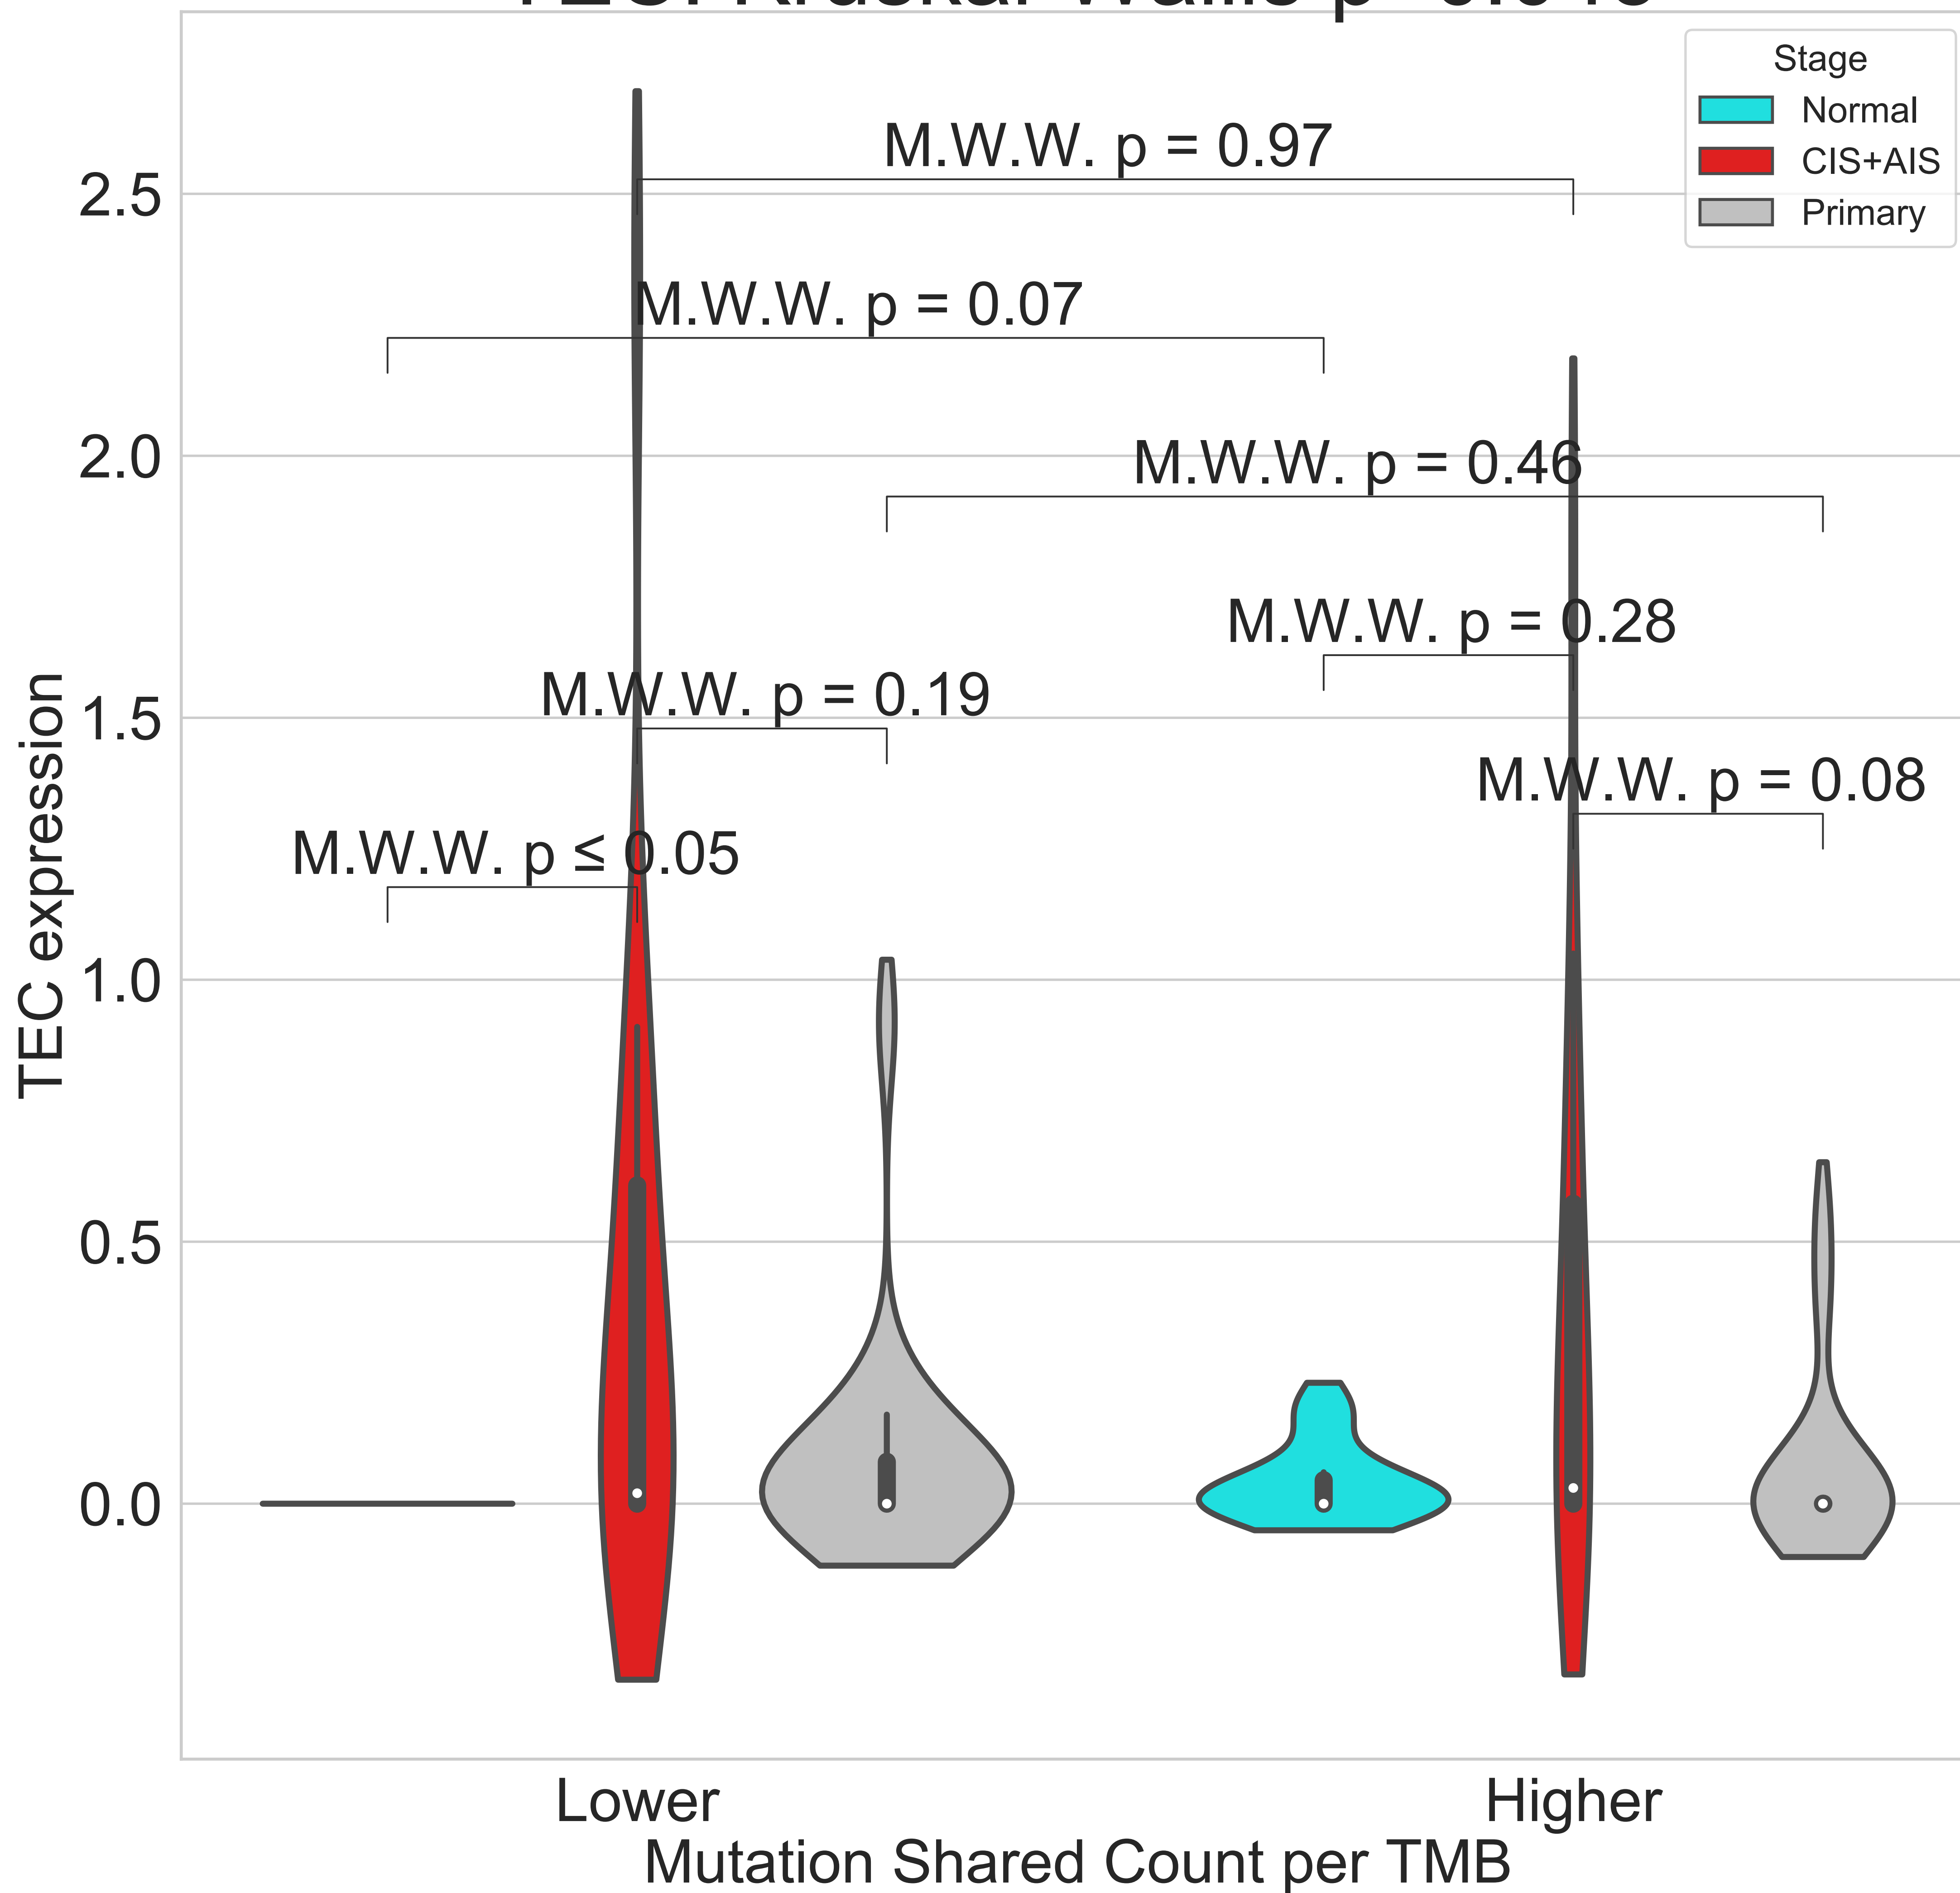 Stage
Normal
CIS+AIS
Primary
M.W.W. p = 0.97
2.5
M.W.W. p = 0.07
2.0
M.W.W. p = 0.46
M.W.W. p = 0.28
M.W.W. p = 0.19
1.5
M.W.W. p = 0.08
M.W.W. p ≤ 0.05
TEC expression
1.0
0.5
0.0
Lower
Higher
Mutation Shared Count per TMB